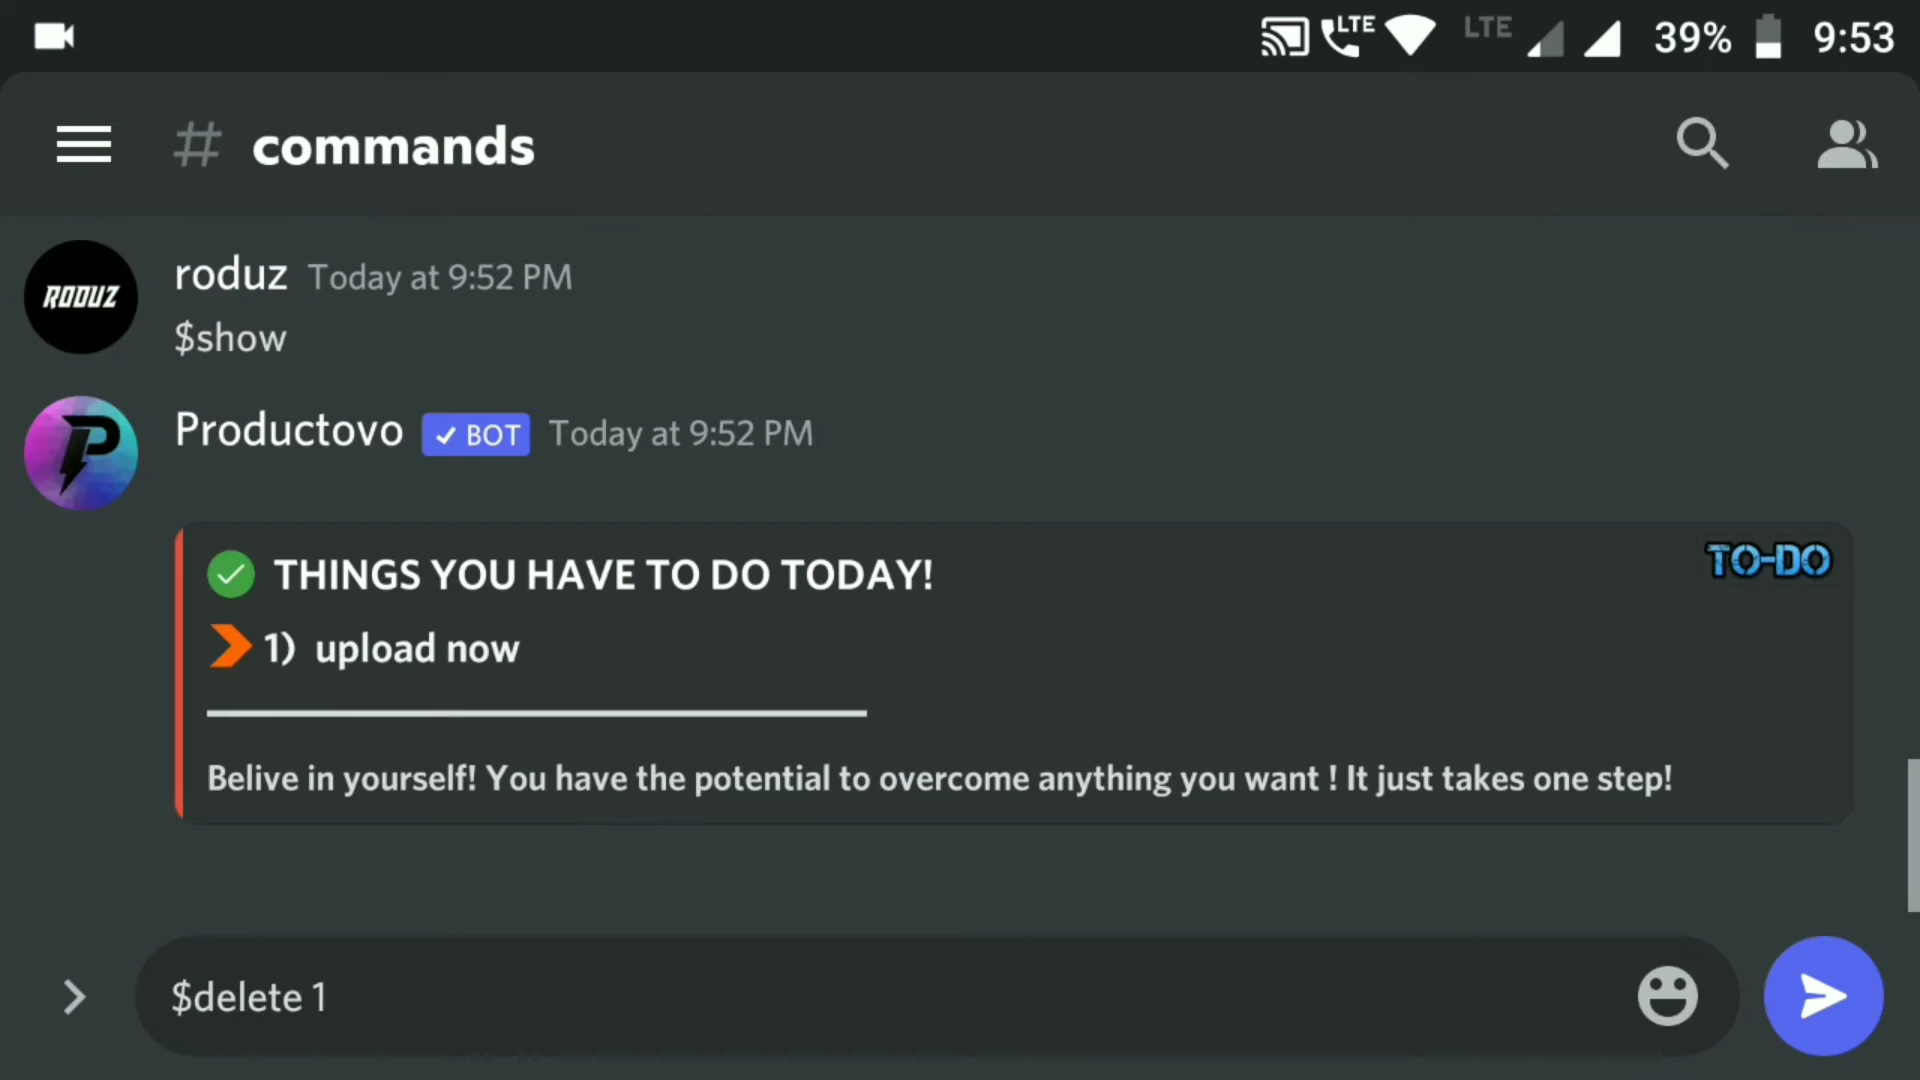 LTE LTE 39% 9:53
# commands
RODUZ
roduz Today at 9:52 PM
$show
Productovo ✓ BOT Today at 9:52 PM
THINGS YOU HAVE TO DO TODAY!
TO-DO
1) upload now
Belive in yourself! You have the potential to overcome anything you want ! It just takes one step!
$delete 1